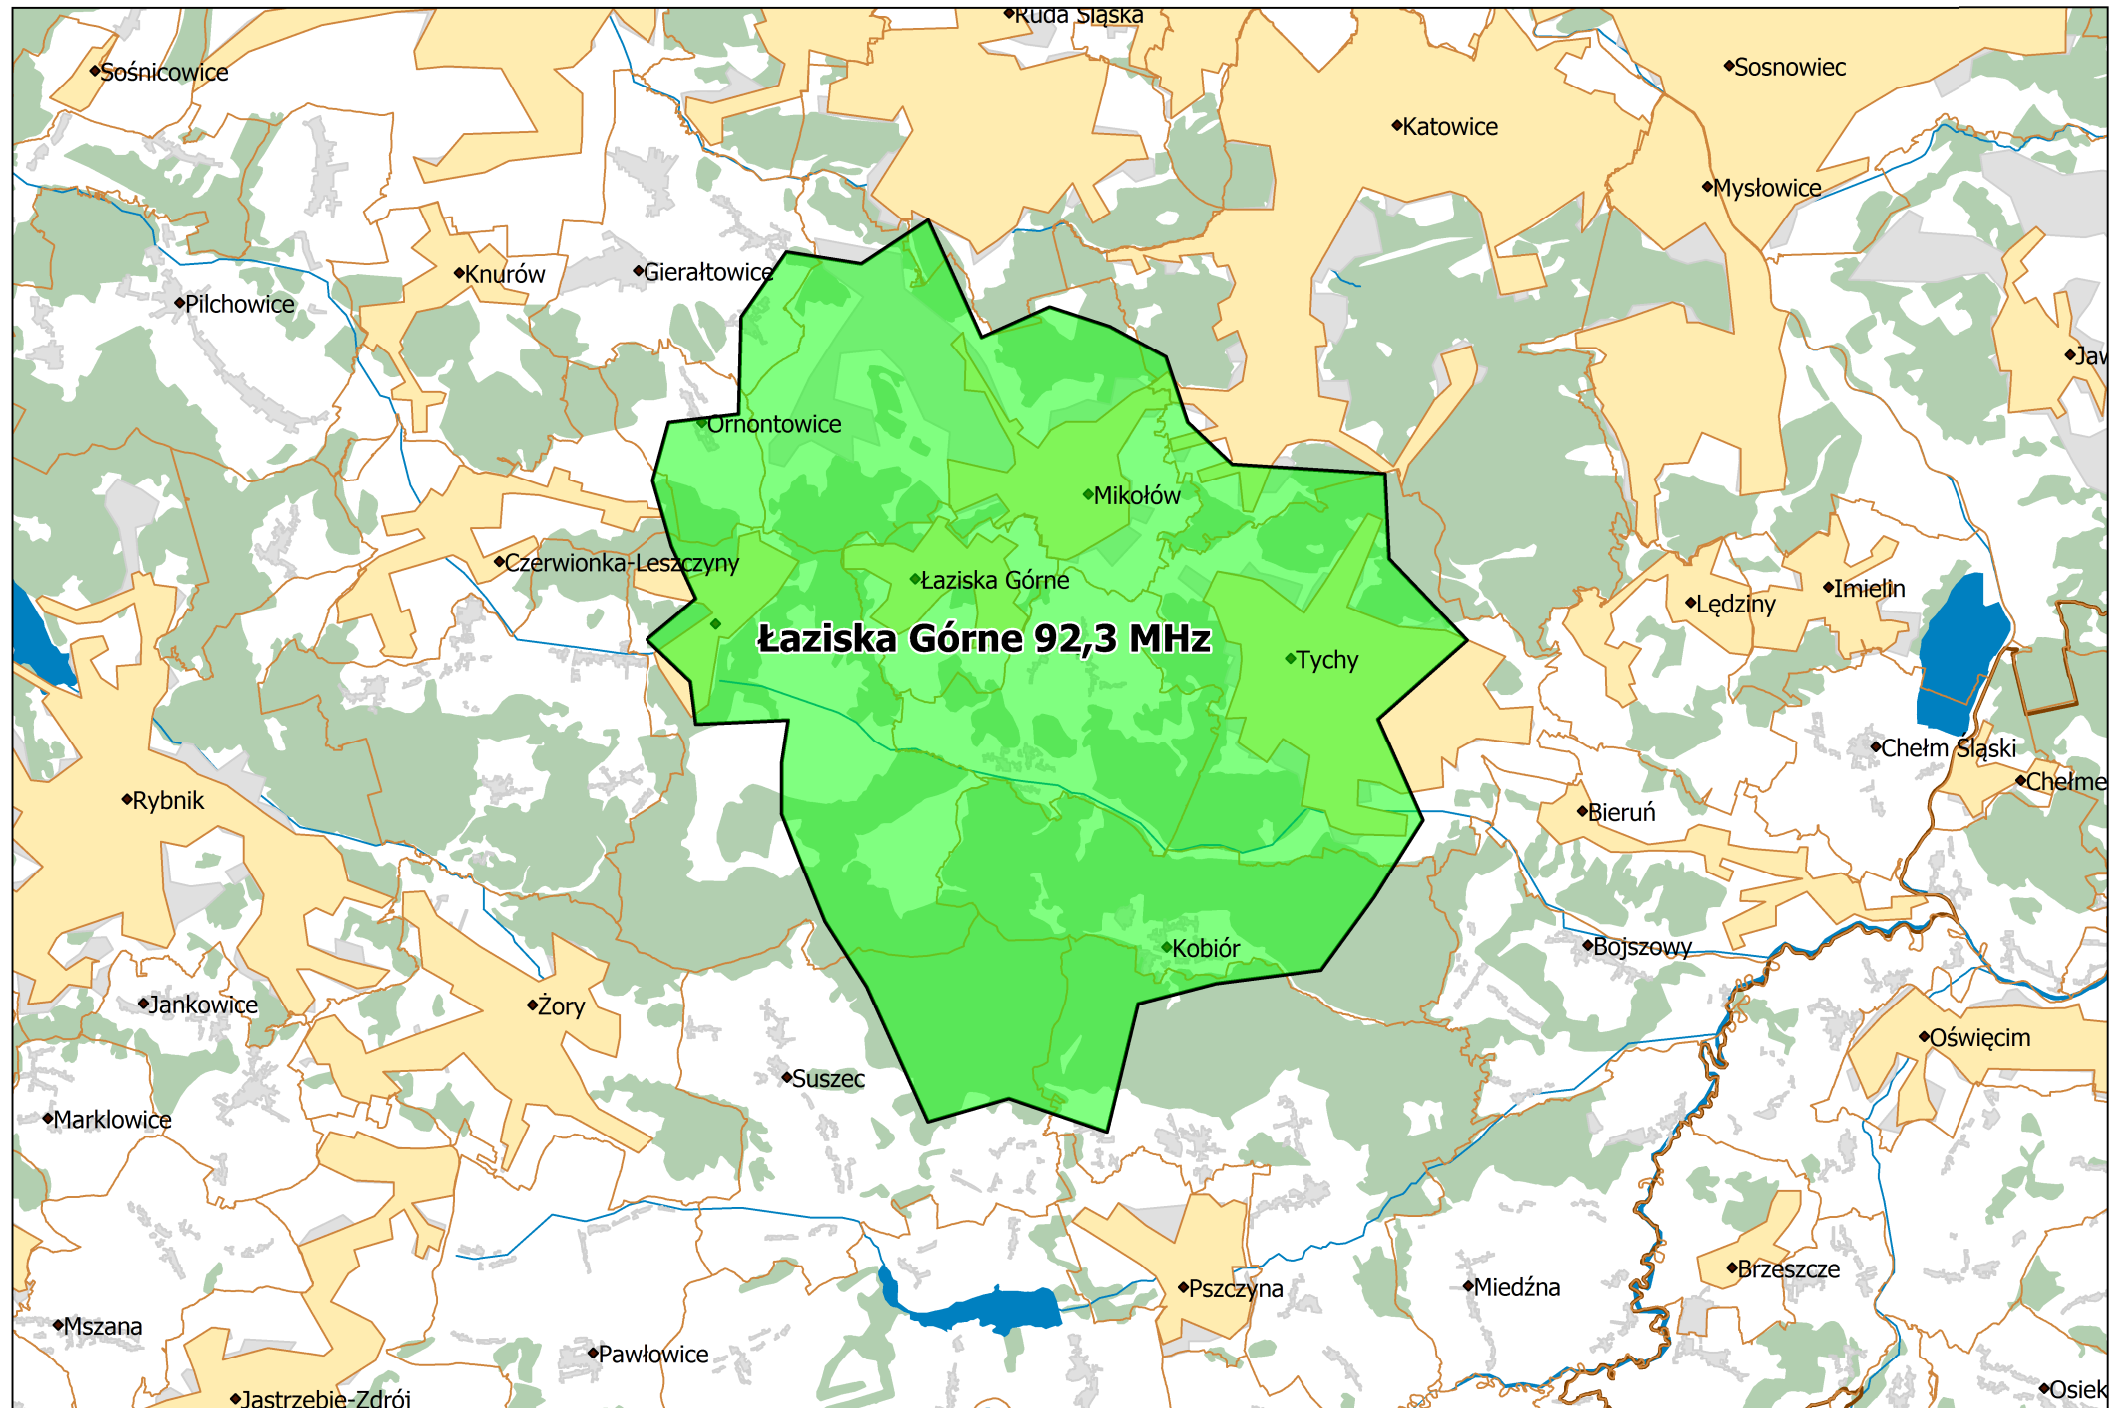 Ruda Śląska
Sośnicowice
Sosnowiec
Katowice
Mysłowice
Knurów
Gierałtowice
Pilchowice
Jaw
Ornontowice
Mikołów
Czerwionka-Leszczyny
Łaziska Górne
Imielin
Lędziny
Łaziska Górne 92,3 MHz
Tychy
Chełm Śląski
Chełme
Rybnik
Bieruń
Kobiór
Bojszowy
Jankowice
Żory
Oświęcim
Suszec
Marklowice
Brzeszcze
Pszczyna
Miedźna
Mszana
Pawłowice
Osiek
Jastrzębie-Zdrój